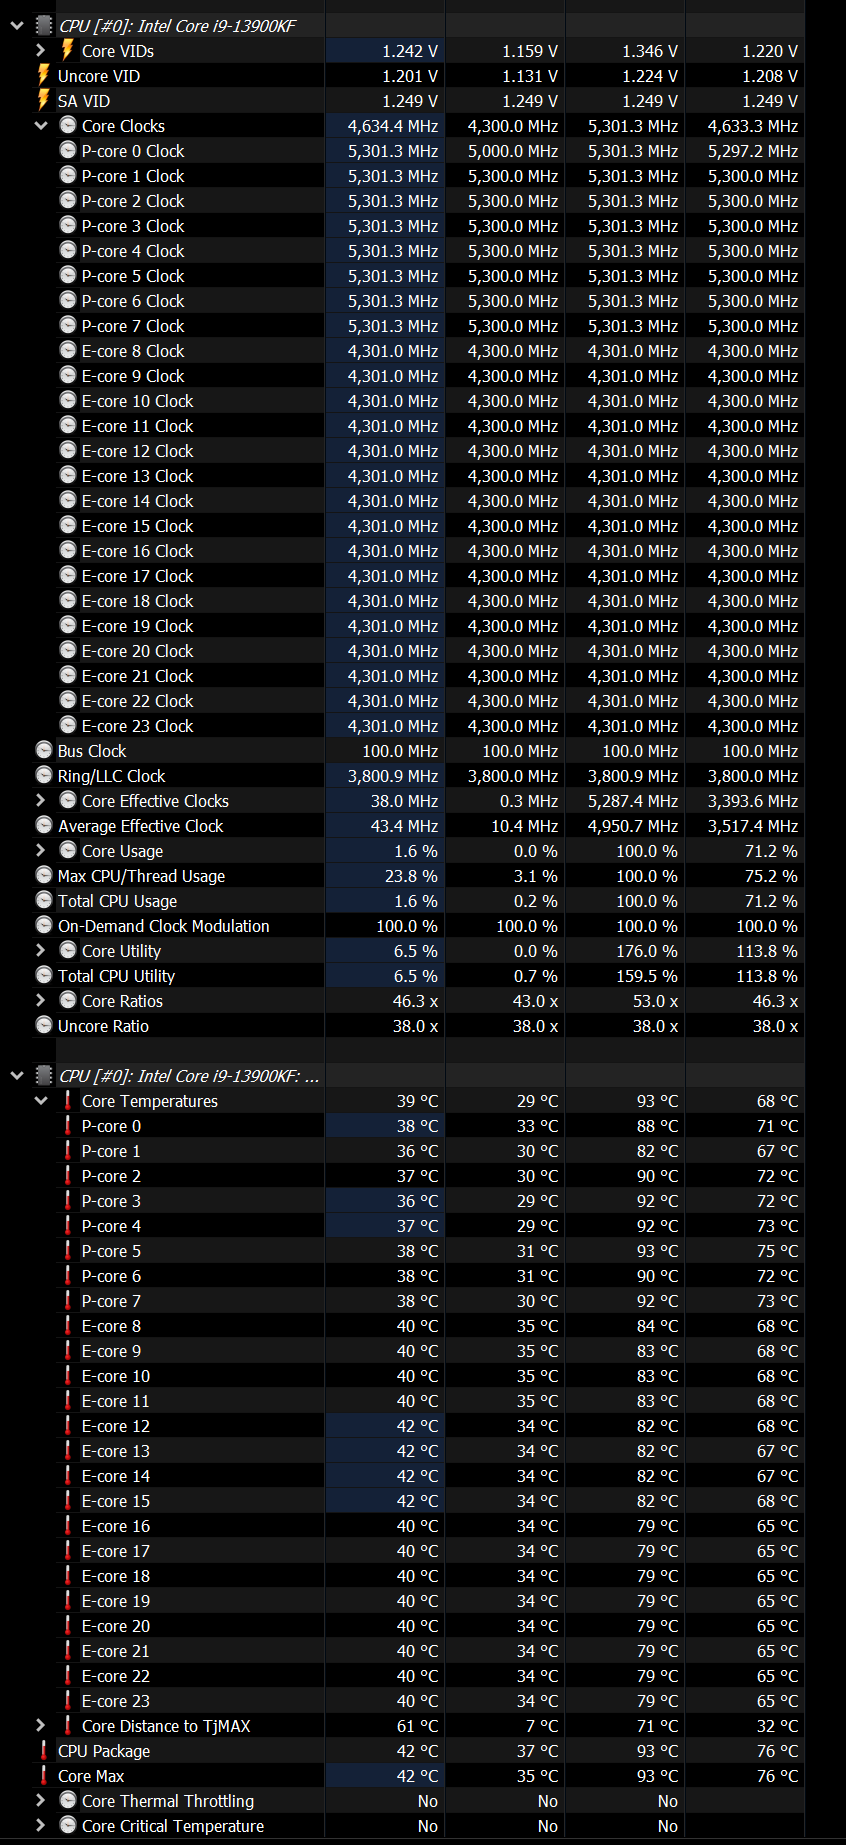 CPU [#0]: Intel Core i9-13900KF
Core VIDs 1.242 V 1.159 V 1.346 V 1.220 V
Uncore VID 1.201 V 1.131 V 1.224 V 1.208 V
SA VID 1.249 V 1.249 V 1.249 V 1.249 V
Core Clocks 4,634.4 MHz 4,300.0 MHz 5,301.3 MHz 4,633.3 MHz
P-core 0 Clock 5,301.3 MHz 5,000.0 MHz 5,301.3 MHz 5,297.2 MHz
P-core 1 Clock 5,301.3 MHz 5,300.0 MHz 5,301.3 MHz 5,300.0 MHz
P-core 2 Clock 5,301.3 MHz 5,300.0 MHz 5,301.3 MHz 5,300.0 MHz
P-core 3 Clock 5,301.3 MHz 5,300.0 MHz 5,301.3 MHz 5,300.0 MHz
P-core 4 Clock 5,301.3 MHz 5,300.0 MHz 5,301.3 MHz 5,300.0 MHz
P-core 5 Clock 5,301.3 MHz 5,300.0 MHz 5,301.3 MHz 5,300.0 MHz
P-core 6 Clock 5,301.3 MHz 5,300.0 MHz 5,301.3 MHz 5,300.0 MHz
P-core 7 Clock 5,301.3 MHz 5,300.0 MHz 5,301.3 MHz 5,300.0 MHz
E-core 8 Clock 4,301.0 MHz 4,300.0 MHz 4,301.0 MHz 4,300.0 MHz
E-core 9 Clock 4,301.0 MHz 4,300.0 MHz 4,301.0 MHz 4,300.0 MHz
E-core 10 Clock 4,301.0 MHz 4,300.0 MHz 4,301.0 MHz 4,300.0 MHz
E-core 11 Clock 4,301.0 MHz 4,300.0 MHz 4,301.0 MHz 4,300.0 MHz
E-core 12 Clock 4,301.0 MHz 4,300.0 MHz 4,301.0 MHz 4,300.0 MHz
E-core 13 Clock 4,301.0 MHz 4,300.0 MHz 4,301.0 MHz 4,300.0 MHz
E-core 14 Clock 4,301.0 MHz 4,300.0 MHz 4,301.0 MHz 4,300.0 MHz
E-core 15 Clock 4,301.0 MHz 4,300.0 MHz 4,301.0 MHz 4,300.0 MHz
E-core 16 Clock 4,301.0 MHz 4,300.0 MHz 4,301.0 MHz 4,300.0 MHz
E-core 17 Clock 4,301.0 MHz 4,300.0 MHz 4,301.0 MHz 4,300.0 MHz
E-core 18 Clock 4,301.0 MHz 4,300.0 MHz 4,301.0 MHz 4,300.0 MHz
E-core 19 Clock 4,301.0 MHz 4,300.0 MHz 4,301.0 MHz 4,300.0 MHz
E-core 20 Clock 4,301.0 MHz 4,300.0 MHz 4,301.0 MHz 4,300.0 MHz
E-core 21 Clock 4,301.0 MHz 4,300.0 MHz 4,301.0 MHz 4,300.0 MHz
E-core 22 Clock 4,301.0 MHz 4,300.0 MHz 4,301.0 MHz 4,300.0 MHz
E-core 23 Clock 4,301.0 MHz 4,300.0 MHz 4,301.0 MHz 4,300.0 MHz
Bus Clock 100.0 MHz 100.0 MHz 100.0 MHz 100.0 MHz
Ring/LLC Clock 3,800.9 MHz 3,800.0 MHz 3,800.9 MHz 3,800.0 MHz
Core Effective Clocks 38.0 MHz 0.3 MHz 5,287.4 MHz 3,393.6 MHz
Average Effective Clock 43.4 MHz 10.4 MHz 4,950.7 MHz 3,517.4 MHz
Core Usage 1.6 % 0.0 % 100.0 % 71.2 %
Max CPU/Thread Usage 23.8 % 3.1 % 100.0 % 75.2 %
Total CPU Usage 1.6 % 0.2 % 100.0 % 71.2 %
On-Demand Clock Modulation 100.0 % 100.0 % 100.0 % 100.0 %
Core Utility 6.5 % 0.0 % 176.0 % 113.8 %
Total CPU Utility 6.5 % 0.7 % 159.5 % 113.8 %
Core Ratios 46.3 x 43.0 x 53.0 x 46.3 x
Uncore Ratio 38.0 x 38.0 x 38.0 x 38.0 x
CPU [#0]: Intel Core i9-13900KF: ...
Core Temperatures 39 °C 29 °C 93 °C 68 °C
P-core 0 38 °C 33 °C 88 °C 71 °C
P-core 1 36 °C 30 °C 82 °C 67 °C
P-core 2 37 °C 30 °C 90 °C 72 °C
P-core 3 36 °C 29 °C 92 °C 72 °C
P-core 4 37 °C 29 °C 92 °C 73 °C
P-core 5 38 °C 31 °C 93 °C 75 °C
P-core 6 38 °C 31 °C 90 °C 72 °C
P-core 7 38 °C 30 °C 92 °C 73 °C
E-core 8 40 °C 35 °C 84 °C 68 °C
E-core 9 40 °C 35 °C 83 °C 68 °C
E-core 10 40 °C 35 °C 83 °C 68 °C
E-core 11 40 °C 35 °C 83 °C 68 °C
E-core 12 42 °C 34 °C 82 °C 68 °C
E-core 13 42 °C 34 °C 82 °C 67 °C
E-core 14 42 °C 34 °C 82 °C 67 °C
E-core 15 42 °C 34 °C 82 °C 68 °C
E-core 16 40 °C 34 °C 79 °C 65 °C
E-core 17 40 °C 34 °C 79 °C 65 °C
E-core 18 40 °C 34 °C 79 °C 65 °C
E-core 19 40 °C 34 °C 79 °C 65 °C
E-core 20 40 °C 34 °C 79 °C 65 °C
E-core 21 40 °C 34 °C 79 °C 65 °C
E-core 22 40 °C 34 °C 79 °C 65 °C
E-core 23 40 °C 34 °C 79 °C 65 °C
Core Distance to TjMAX 61 °C 7 °C 71 °C 32 °C
CPU Package 42 °C 37 °C 93 °C 76 °C
Core Max 42 °C 35 °C 93 °C 76 °C
Core Thermal Throttling No No No
Core Critical Temperature No No No